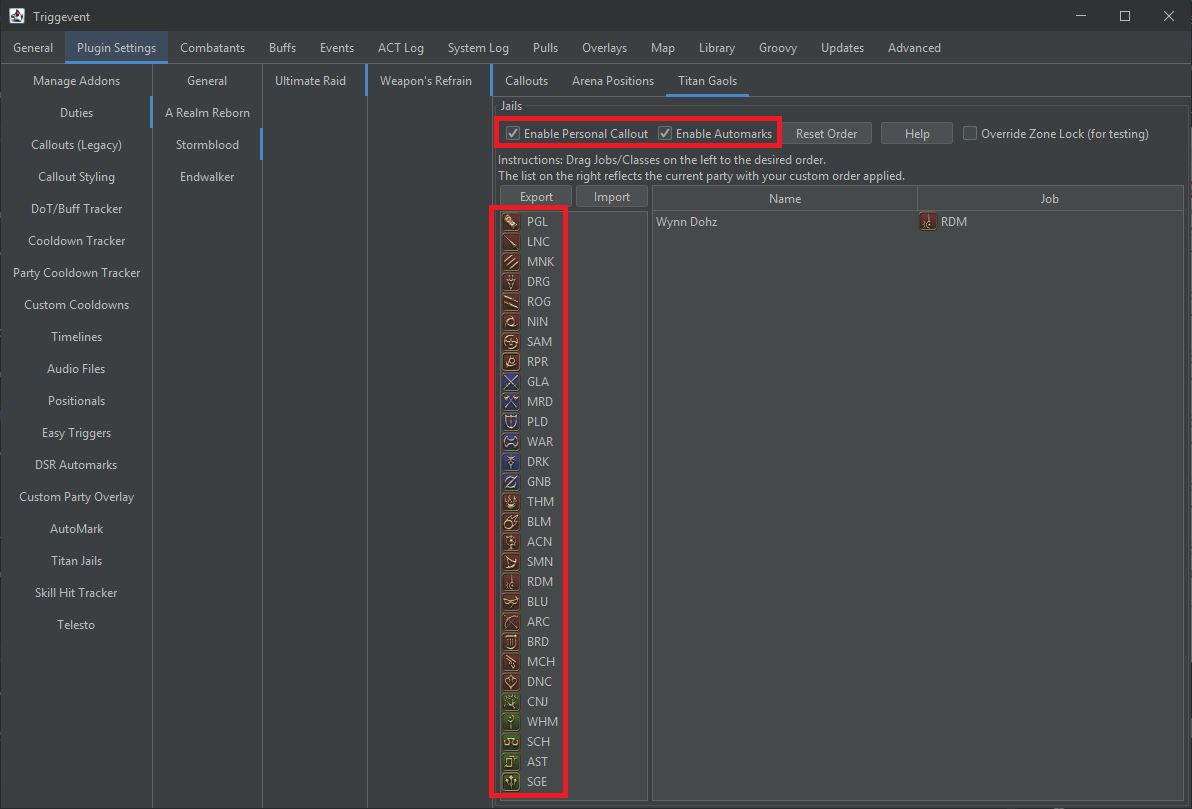 Triggevent
General Plugin Settings Combatants Buffs Events ACT Log System Log Pulls Overlays Map Library Groovy Updates Advanced
Manage Addons
Duties
Callouts (Legacy)
Callout Styling
DoT/Buff Tracker
Cooldown Tracker
Party Cooldown Tracker
Custom Cooldowns
Timelines
Audio Files
Positionals
Easy Triggers
DSR Automarks
Custom Party Overlay
AutoMark
Titan Jails
Skill Hit Tracker
Telesto
General
A Realm Reborn
Stormblood
Endwalker
Ultimate Raid
Weapon's Refrain
Callouts Arena Positions Titan Gaols
Jails
Enable Personal Callout Enable Automarks Reset Order Help Override Zone Lock (for testing)
Instructions: Drag Jobs/Classes on the left to the desired order.
The list on the right reflects the current party with your custom order applied.
Export Import
PGL
LNC
MNK
DRG
ROG
NIN
SAM
RPR
GLA
MRD
PLD
WAR
DRK
GNB
THM
BLM
ACN
SMN
RDM
BLU
ARC
BRD
MCH
DNC
CNJ
WHM
SCH
AST
SGE
Name Job
Wynn Dohz RDM